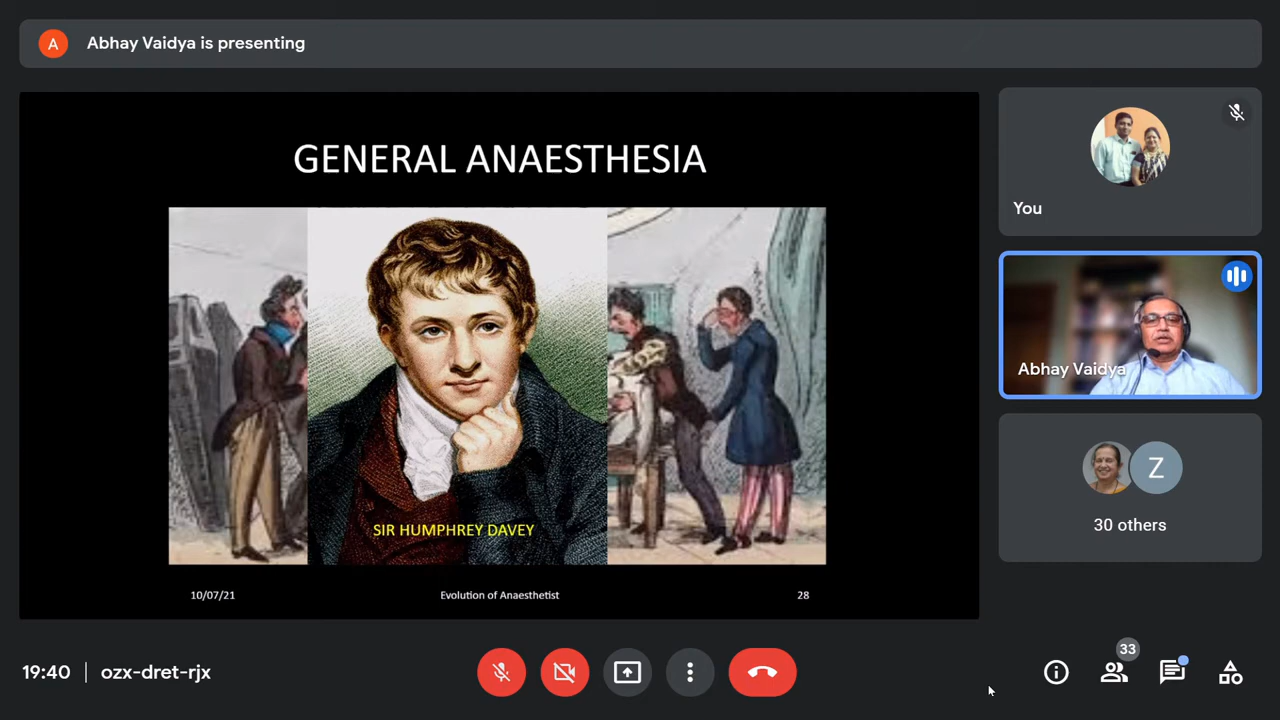 A
Abhay Vaidya is presenting
GENERAL ANAESTHESIA
SIR HUMPHREY DAVEY
10/07/21
Evolution of Anaesthetist
28
You
Abhay Vaidya
Z
30 others
19:40
ozx-dret-rjx
33